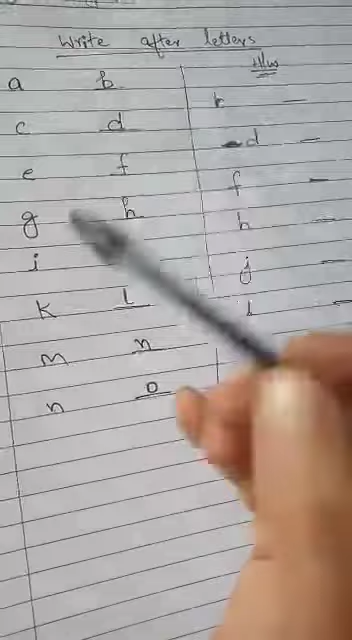 Write after letters
a b
c d
e f
g h
i
k l
m n
n o
H/w
d
f
h
j
l